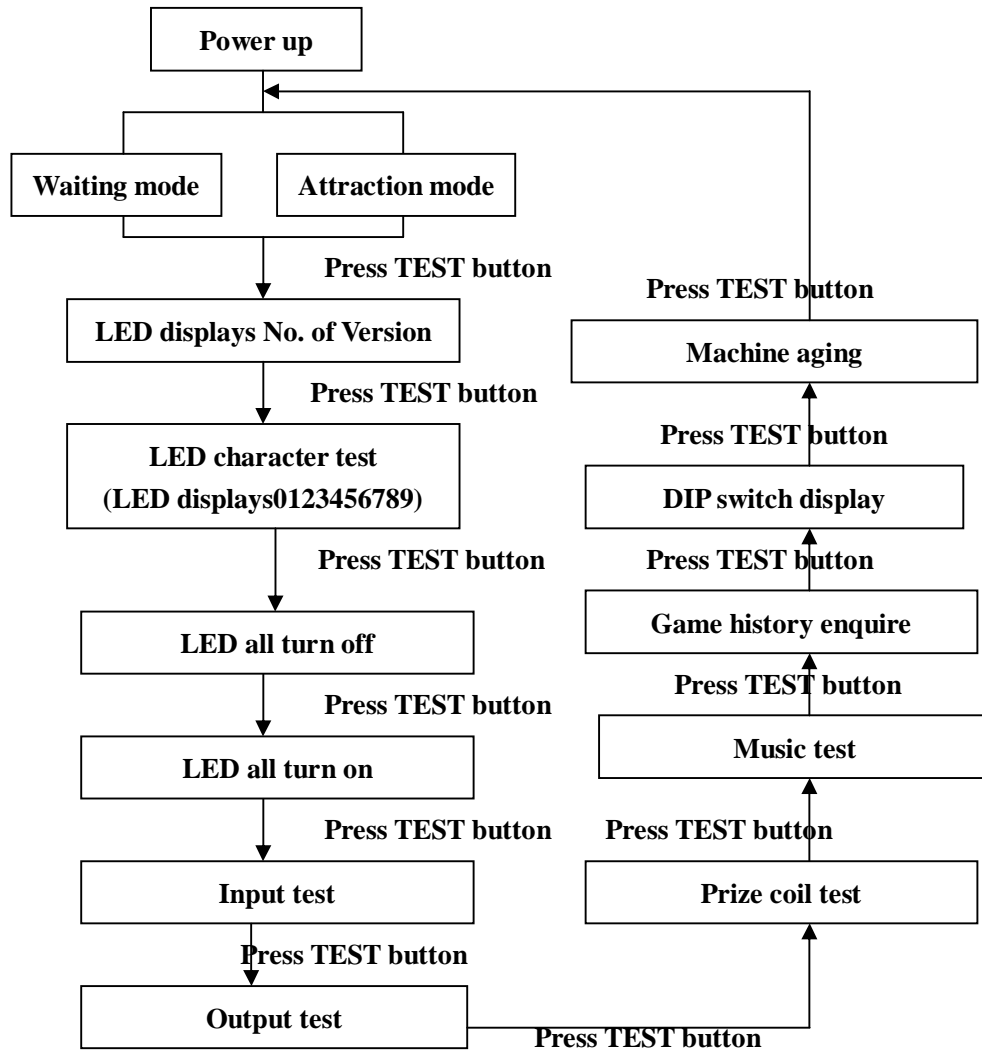 Power up
Waiting mode
Attraction mode
Press TEST button
LED displays No. of Version
Press TEST button
LED character test
(LED displays0123456789)
Press TEST button
LED all turn off
Press TEST button
LED all turn on
Press TEST button
Input test
Press TEST button
Output test
Press TEST button
Prize coil test
Press TEST button
Music test
Press TEST button
Game history enquire
Press TEST button
DIP switch display
Press TEST button
Machine aging
Press TEST button